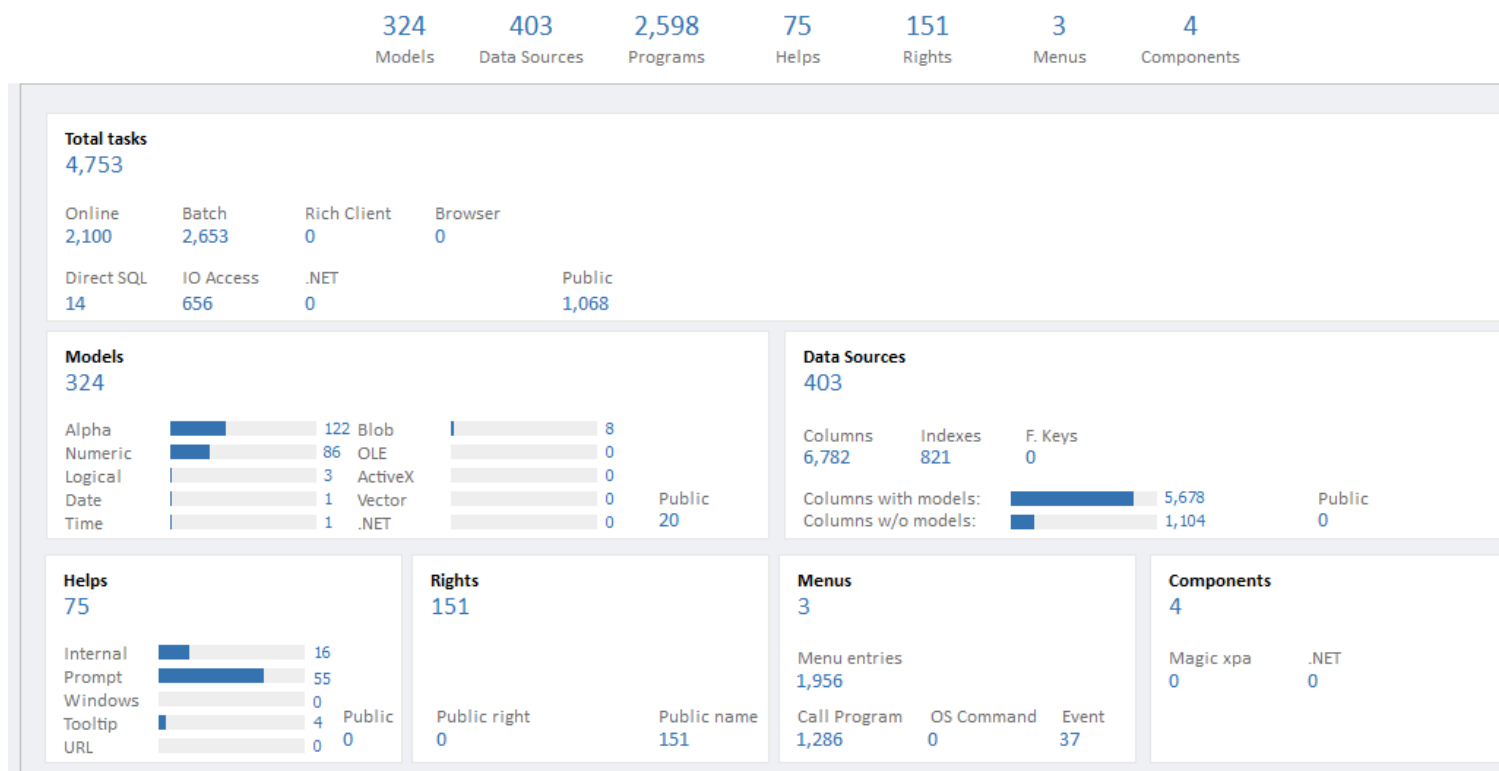 324 403 2,598 75 151 3 4
Models Data Sources Programs Helps Rights Menus Components
Total tasks
4,753
Online Batch Rich Client Browser
2,100 2,653 0 0
Direct SQL IO Access .NET Public
14 656 0 1,068
Models
324
Alpha 122 Blob 8
Numeric 86 OLE 0
Logical 3 ActiveX 0
Date 1 Vector 0 Public
Time 1 .NET 0 20
Data Sources
403
Columns Indexes F. Keys
6,782 821 0
Columns with models: 5,678 Public
Columns w/o models: 1,104 0
Helps
75
Internal 16
Prompt 55
Windows 0
Tooltip 4 Public
URL 0 0
Rights
151
Public right Public name
0 151
Menus
3
Menu entries
1,956
Call Program OS Command Event
1,286 0 37
Components
4
Magic xpa .NET
0 0